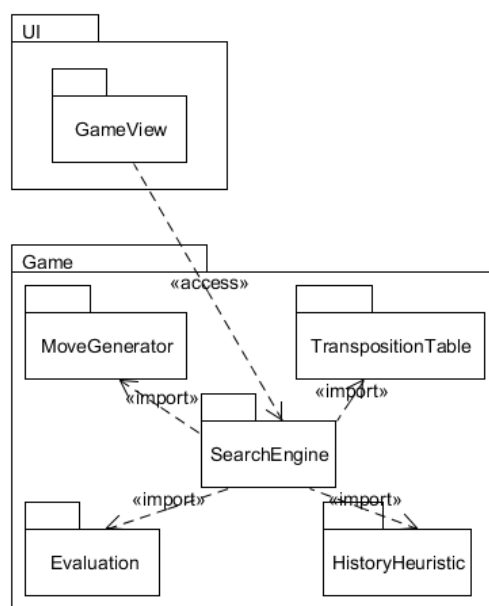 UI
GameView
Game
«access»
MoveGenerator
TranspositionTable
«import»
«import»
SearchEngine
«import»
«import»
Evaluation
HistoryHeuristic